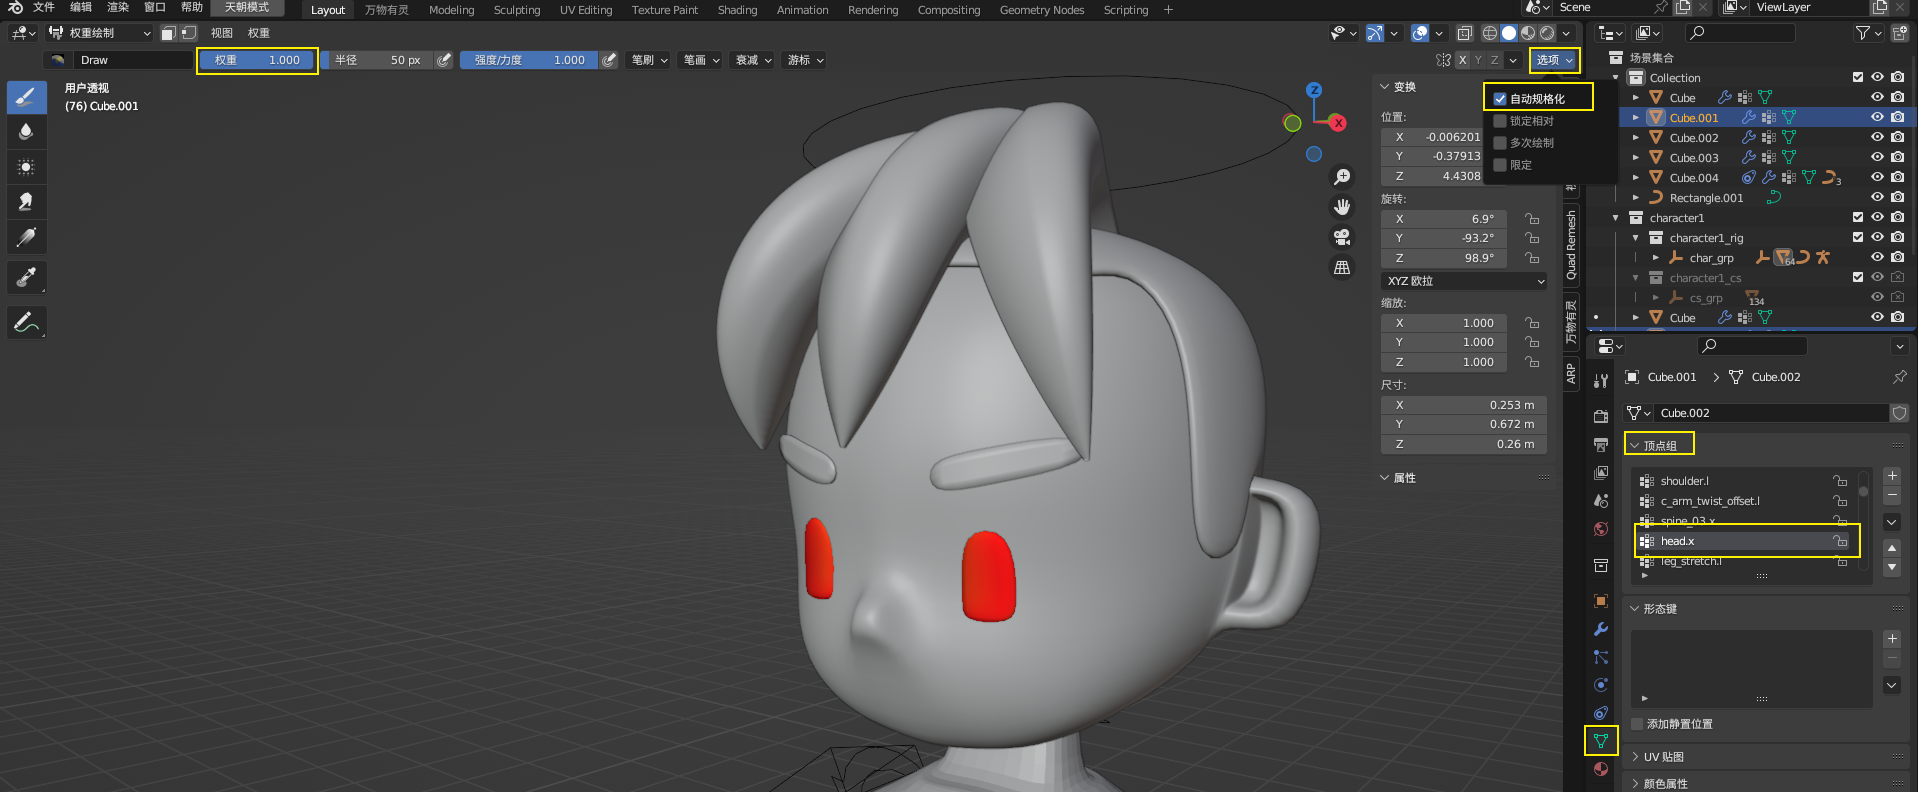 文件 编辑 渲染 窗口 帮助 天朝模式 Layout 万物有灵 Modeling Sculpting UV Editing Texture Paint Shading Animation Rendering Compositing Geometry Nodes Scripting + Scene ViewLayer
权重绘制 视图 权重
Draw 权重 1.000 半径 50 px 强度/力度 1.000 笔刷 笔画 衰减 游标 X Y Z 选项
用户透视
(76) Cube.001
Z
X
自动规格化
锁定相对
多次绘制
限定
变换
位置:
X -0.006201
Y -0.37913
Z 4.4308
旋转:
X 6.9°
Y -93.2°
Z 98.9°
XYZ 欧拉
缩放:
X 1.000
Y 1.000
Z 1.000
尺寸:
X 0.253 m
Y 0.672 m
Z 0.26 m
属性
Quad Remesh
万物有灵
ARP
场景集合
Collection
Cube
Cube.001
Cube.002
Cube.003
Cube.004 3
Rectangle.001
character1
character1_rig
char_grp 64
character1_cs
cs_grp 134
Cube
Cube.001 Cube.002
Cube.002
顶点组
shoulder.l
c_arm_twist_offset.l
spine_03.x
head.x
leg_stretch.l
形态键
添加静置位置
UV 贴图
颜色属性